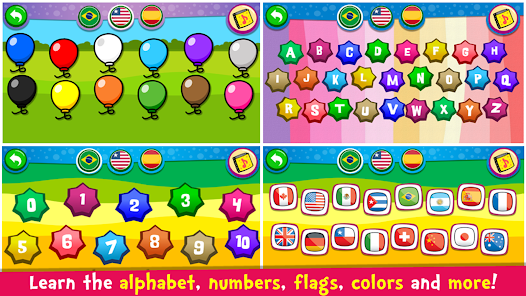 A B C D E F G H
I J K L M N O P Q
R S T U V W X Y Z
0 1 2 3 4
5 6 7 8 9 10
Learn the alphabet, numbers, flags, colors and more!